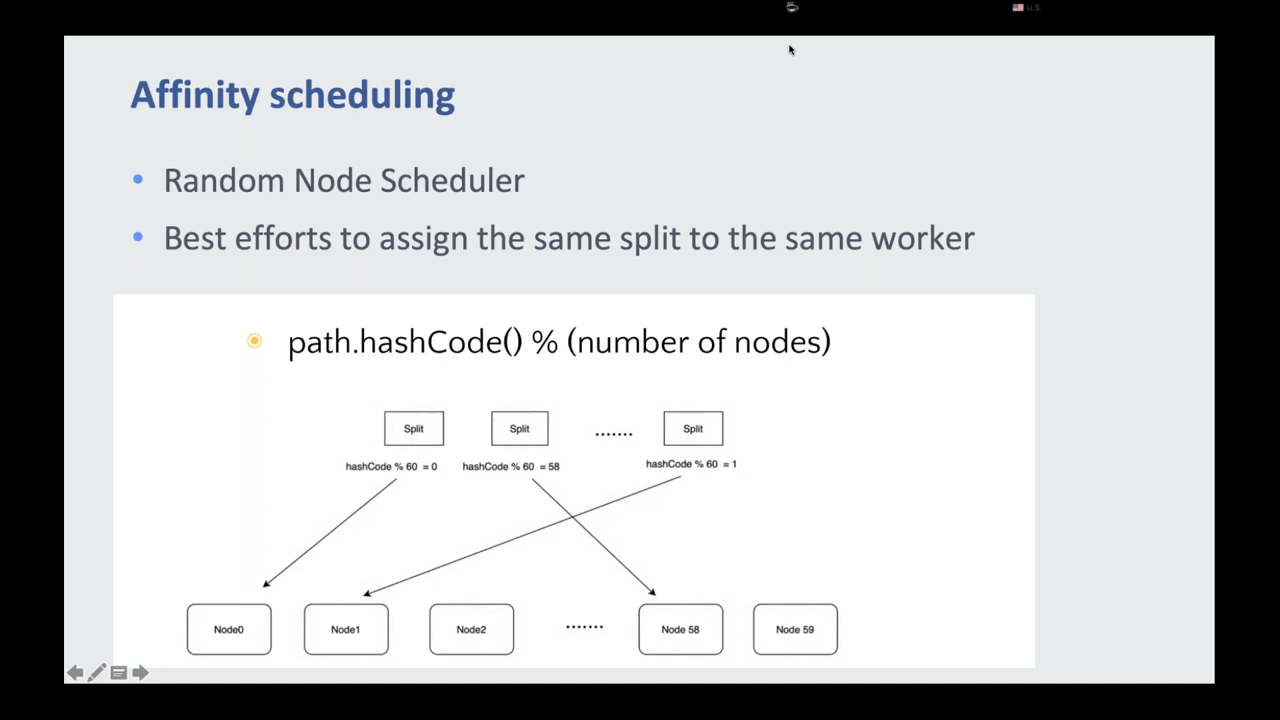 U.S.
Affinity scheduling
• Random Node Scheduler
• Best efforts to assign the same split to the same worker
path.hashCode() % (number of nodes)
Split Split ....... Split
hashCode % 60 = 0 hashCode % 60 = 58 hashCode % 60 = 1
Node0 Node1 Node2 ....... Node 58 Node 59